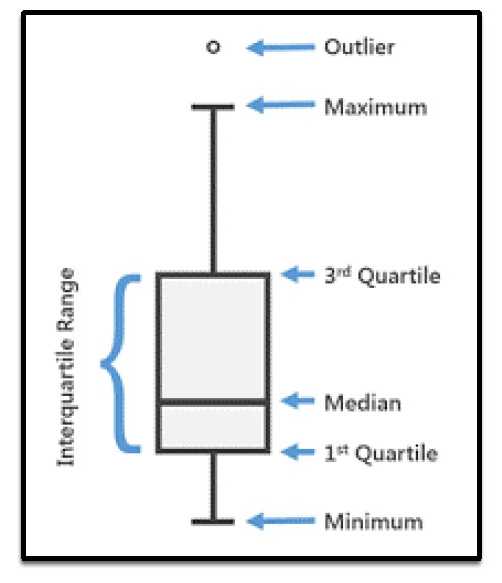 Outlier
Maximum
3rd Quartile
Median
1st Quartile
Minimum
Interquartile Range